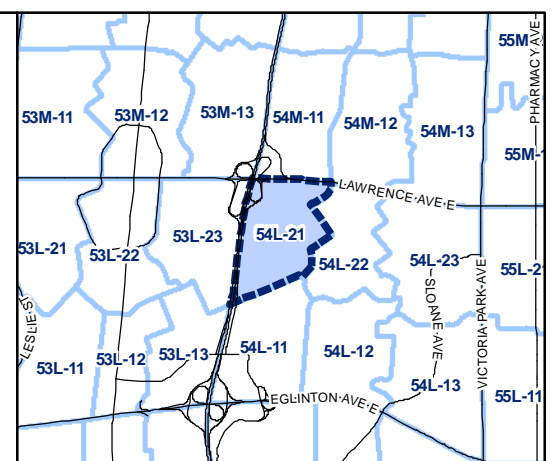 55M
PHARMACY AVE
53M-11
53M-12
53M-13
54M-11
54M-12
54M-13
55M-1
LAWRENCE AVE E
53L-21
53L-22
53L-23
54L-21
54L-22
54L-23
55L-2
LESLIE ST
SLOANE AVE
VICTORIA PARK AVE
53L-11
53L-12
53L-13
54L-11
54L-12
54L-13
55L-11
EGLINTON AVE E